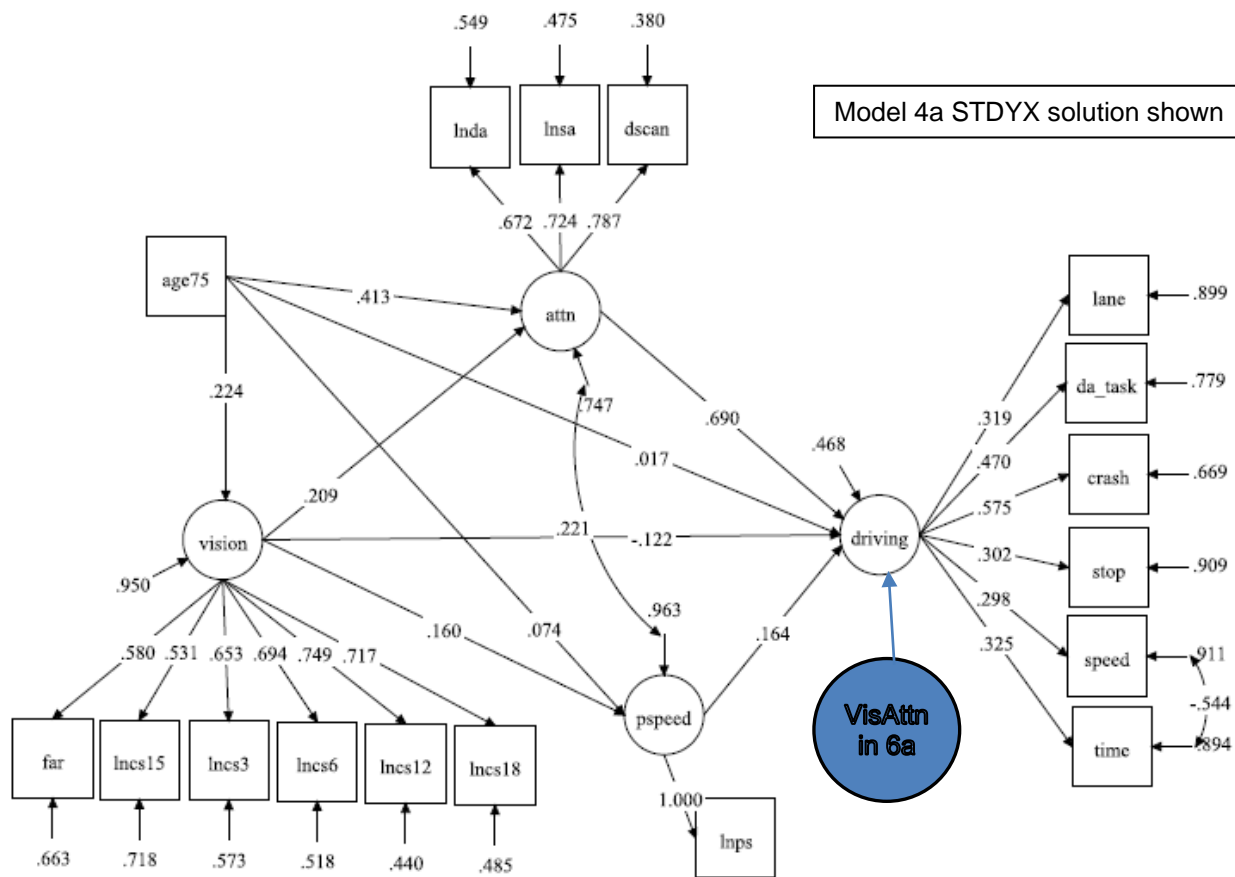 .549 .475 .380
Model 4a STDYX solution shown
lnda lnsa dscan
.672 .724 .787
age75
.413
attn
lane .899
.224
.747
da_task .779
.690
.319
.017
.468
.470
crash .669
.209
.575
vision
.221
-.122
driving
.302
stop .909
.950
.298
.160
.074
.963
.164
.325
speed .911
.580 .531 .653 .694 .749 .717
-.544
pspeed
VisAttn
in 6a
time .894
far lncs15 lncs3 lncs6 lncs12 lncs18
1.000
lnps
.663 .718 .573 .518 .440 .485